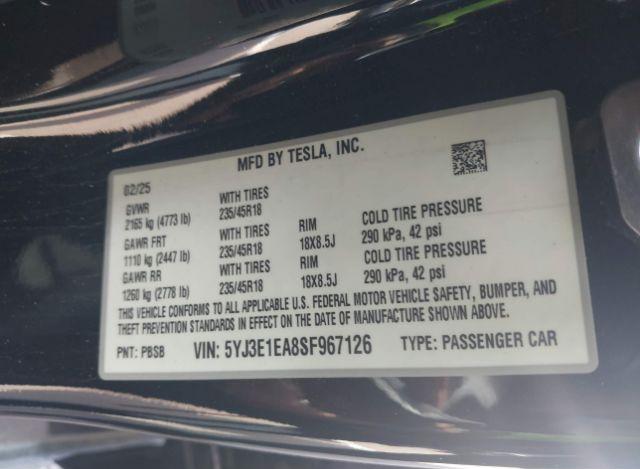 MFD BY TESLA, INC.
02/25
GVWR WITH TIRES
2165 kg (4773 lb) 235/45R18 RIM COLD TIRE PRESSURE
GAWR FRT WITH TIRES 18X8.5J 290 kPa, 42 psi
1110 kg (2447 lb) 235/45R18 RIM COLD TIRE PRESSURE
GAWR RR WITH TIRES 18X8.5J 290 kPa, 42 psi
1260 kg (2778 lb) 235/45R18
THIS VEHICLE CONFORMS TO ALL APPLICABLE U.S. FEDERAL MOTOR VEHICLE SAFETY, BUMPER, AND
THEFT PREVENTION STANDARDS IN EFFECT ON THE DATE OF MANUFACTURE SHOWN ABOVE.
PNT: PBSB VIN: 5YJ3E1EA8SF967126 TYPE: PASSENGER CAR